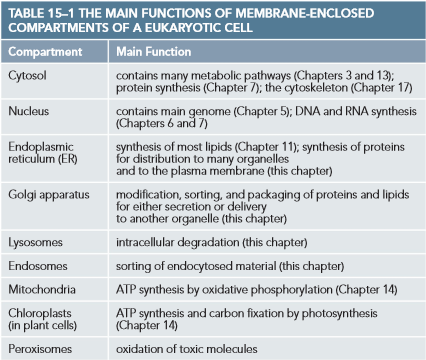 TABLE 15–1 THE MAIN FUNCTIONS OF MEMBRANE-ENCLOSED
COMPARTMENTS OF A EUKARYOTIC CELL
Compartment Main Function
Cytosol contains many metabolic pathways (Chapters 3 and 13);
protein synthesis (Chapter 7); the cytoskeleton (Chapter 17)
Nucleus contains main genome (Chapter 5); DNA and RNA synthesis
(Chapters 6 and 7)
Endoplasmic synthesis of most lipids (Chapter 11); synthesis of proteins
reticulum (ER) for distribution to many organelles
and to the plasma membrane (this chapter)
Golgi apparatus modification, sorting, and packaging of proteins and lipids
for either secretion or delivery
to another organelle (this chapter)
Lysosomes intracellular degradation (this chapter)
Endosomes sorting of endocytosed material (this chapter)
Mitochondria ATP synthesis by oxidative phosphorylation (Chapter 14)
Chloroplasts ATP synthesis and carbon fixation by photosynthesis
(in plant cells) (Chapter 14)
Peroxisomes oxidation of toxic molecules